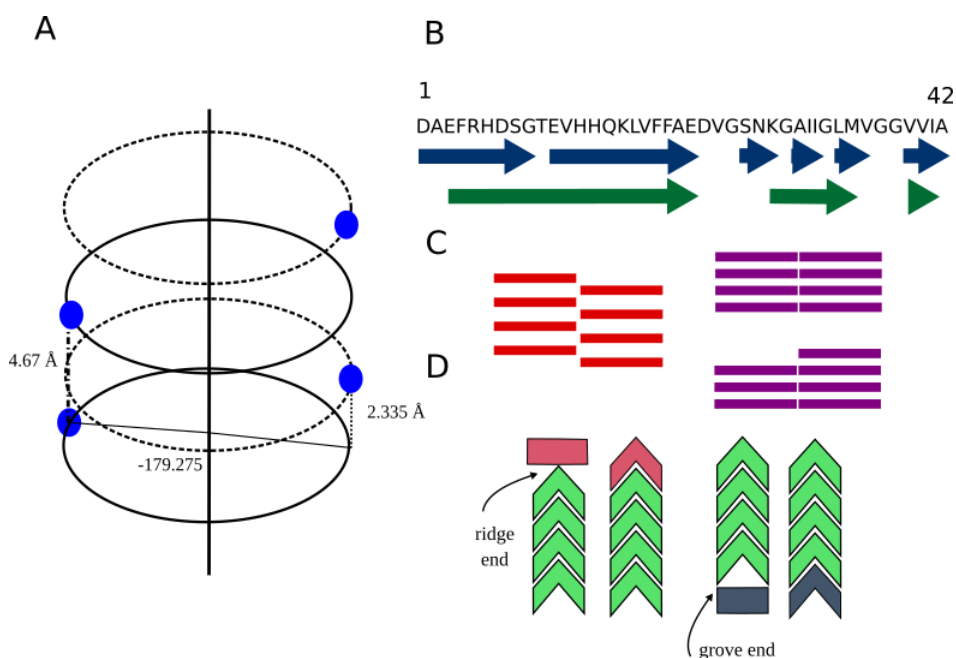 A
B
1
42
DAEFRHDSGTEVHHQKLVFFAEDVGSNKGAIIGLMVGGVVIA
C
4.67 Å
2.335 Å
-179.275
D
ridge
end
grove end